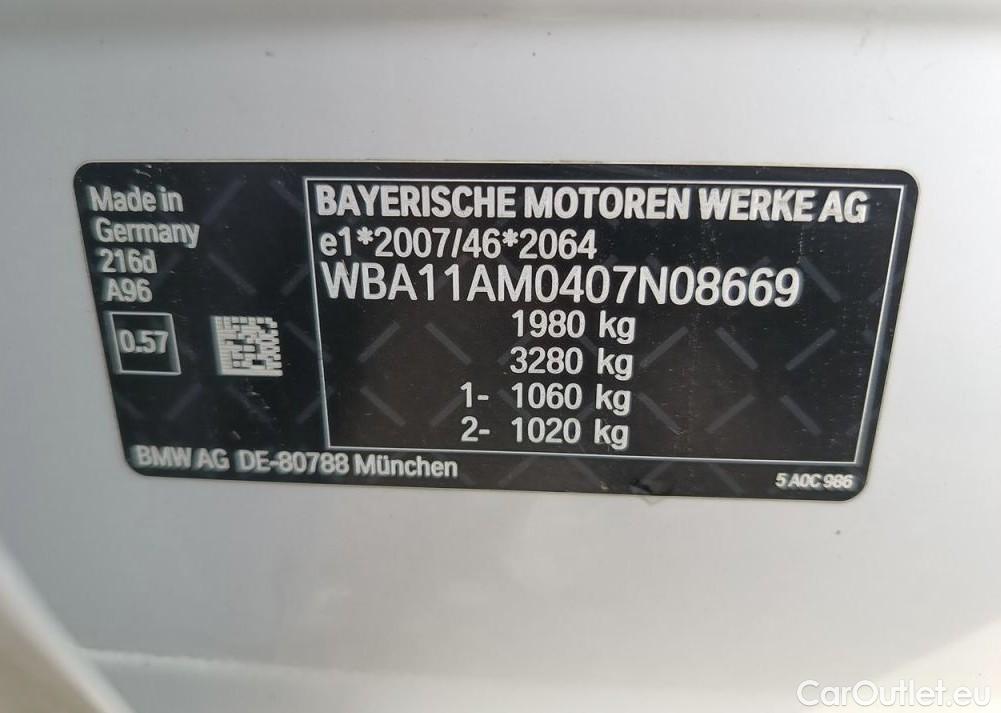 Made in
Germany
216d
A96
0.57
BAYERISCHE MOTOREN WERKE AG
e1*2007/46*2064
WBA11AM0407N08669
1980 kg
3280 kg
1- 1060 kg
2- 1020 kg
BMW AG DE-80788 München
5 A0C 986
CarOutlet.eu